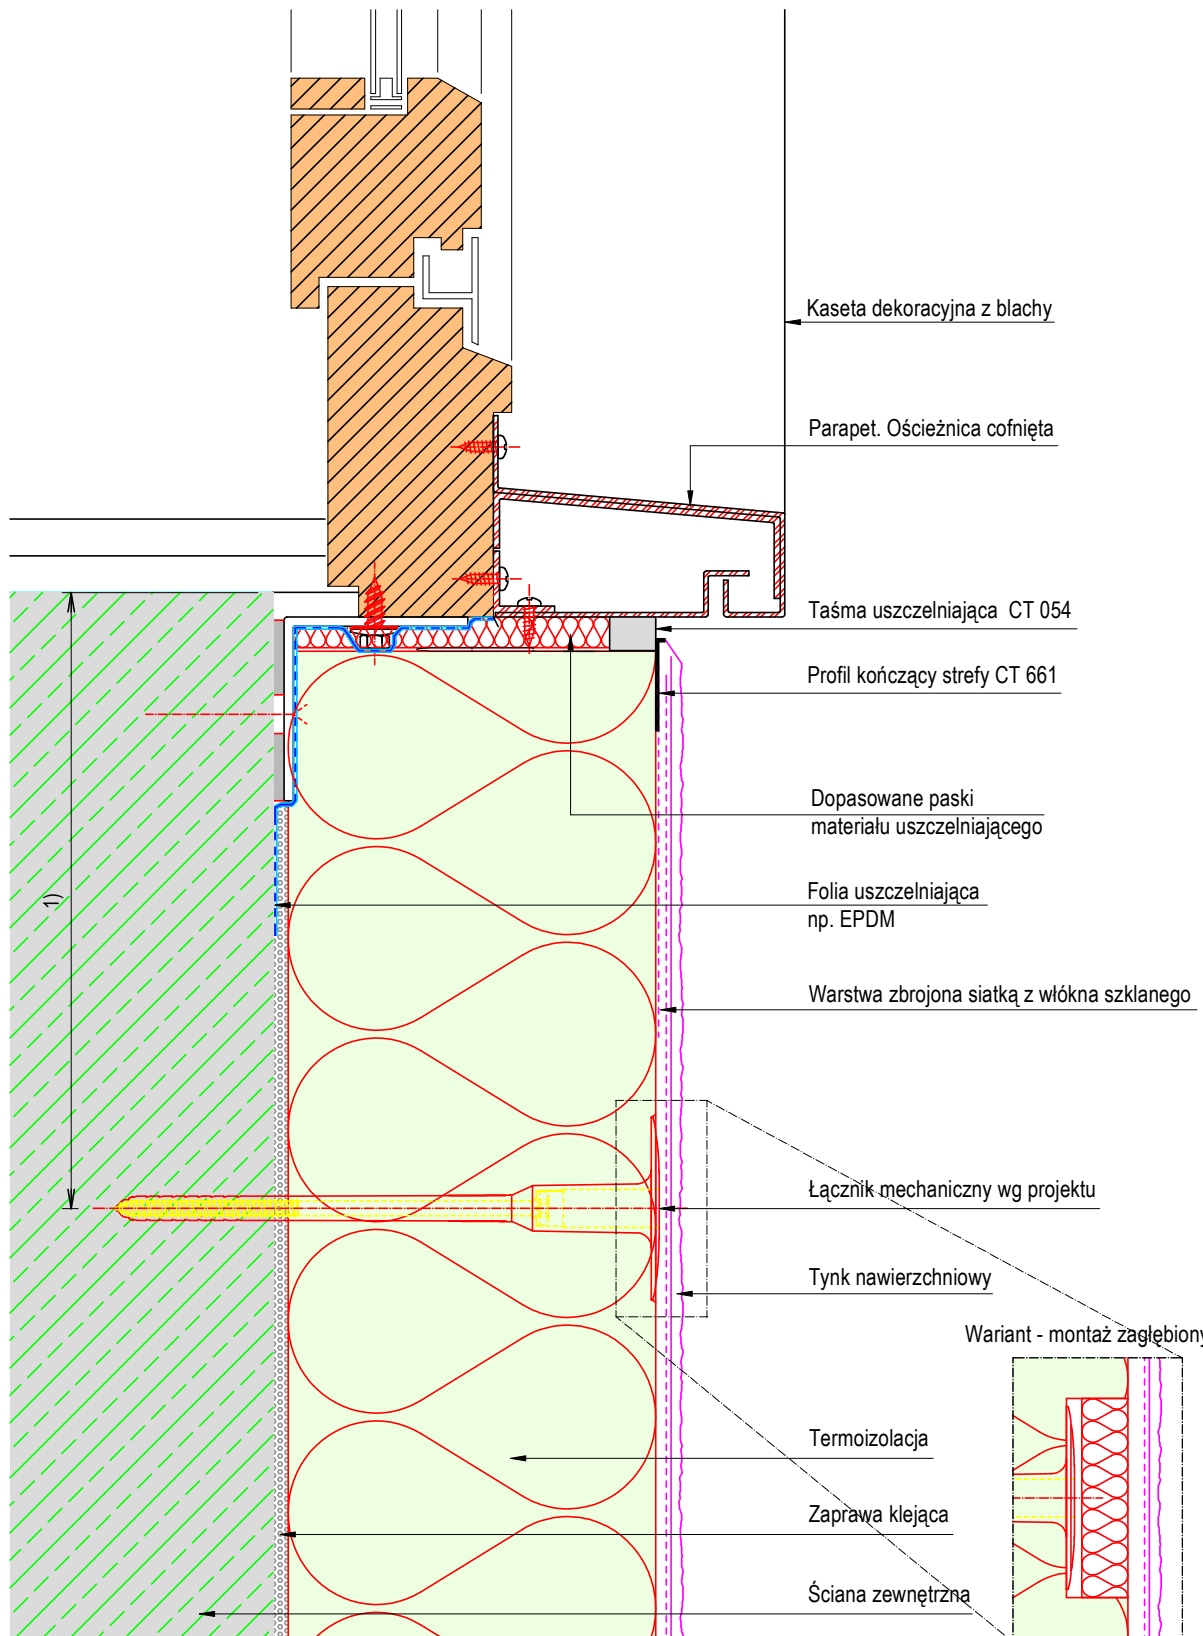 Kaseta dekoracyjna z blachy
Parapet. Ościeżnica cofnięta
Taśma uszczelniająca CT 054
Profil kończący strefy CT 661
Dopasowane paski
materiału uszczelniającego
1)
Folia uszczelniająca
np. EPDM
Warstwa zbrojona siatką z włókna szklanego
Łącznik mechaniczny wg projektu
Tynk nawierzchniowy
Wariant - montaż zagłębiony
Termoizolacja
Zaprawa klejąca
Ściana zewnętrzna